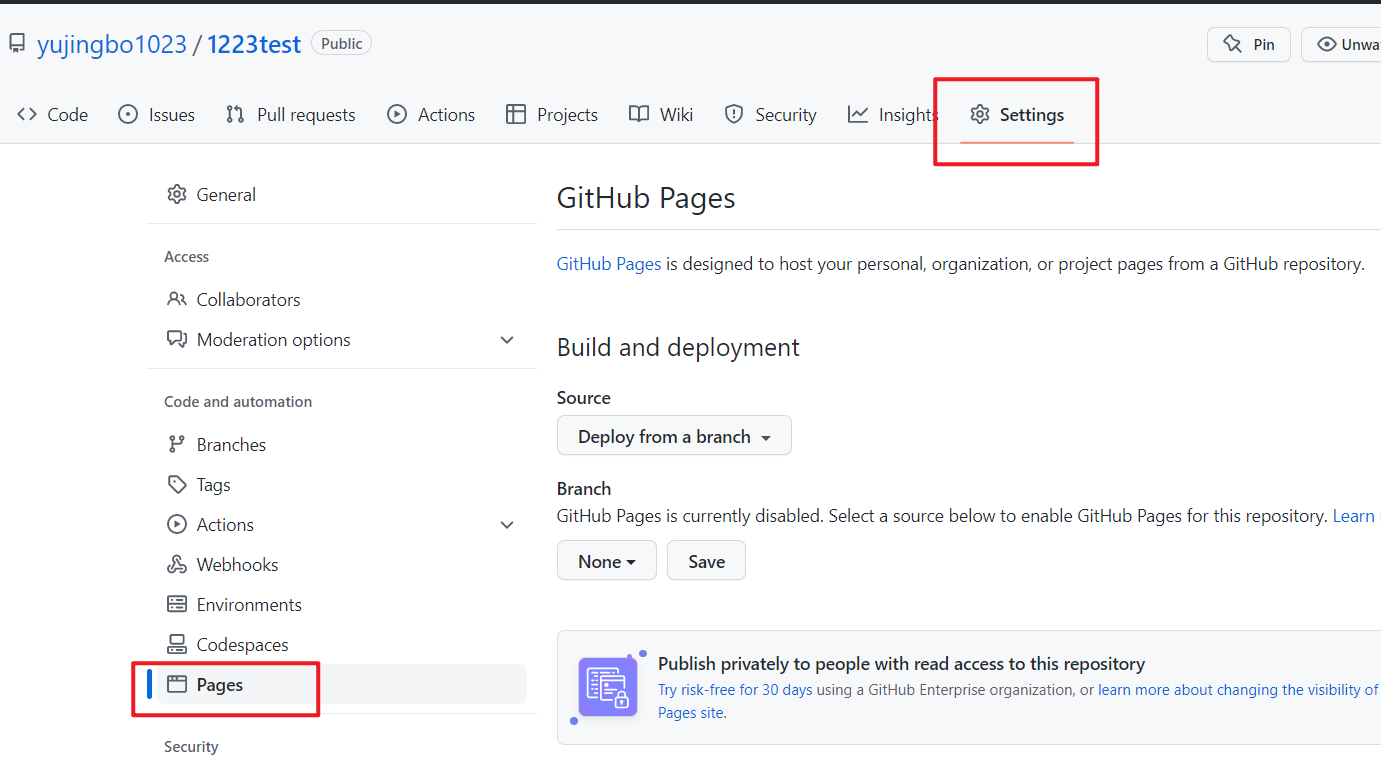 yujingbo1023 / 1223test Public Pin Unwa
Code Issues Pull requests Actions Projects Wiki Security Insights Settings
General
Access
Collaborators
Moderation options
Code and automation
Branches
Tags
Actions
Webhooks
Environments
Codespaces
Pages
Security
GitHub Pages
GitHub Pages is designed to host your personal, organization, or project pages from a GitHub repository.
Build and deployment
Source
Deploy from a branch
Branch
GitHub Pages is currently disabled. Select a source below to enable GitHub Pages for this repository. Learn
None Save
Publish privately to people with read access to this repository
Try risk-free for 30 days using a GitHub Enterprise organization, or learn more about changing the visibility of
Pages site.